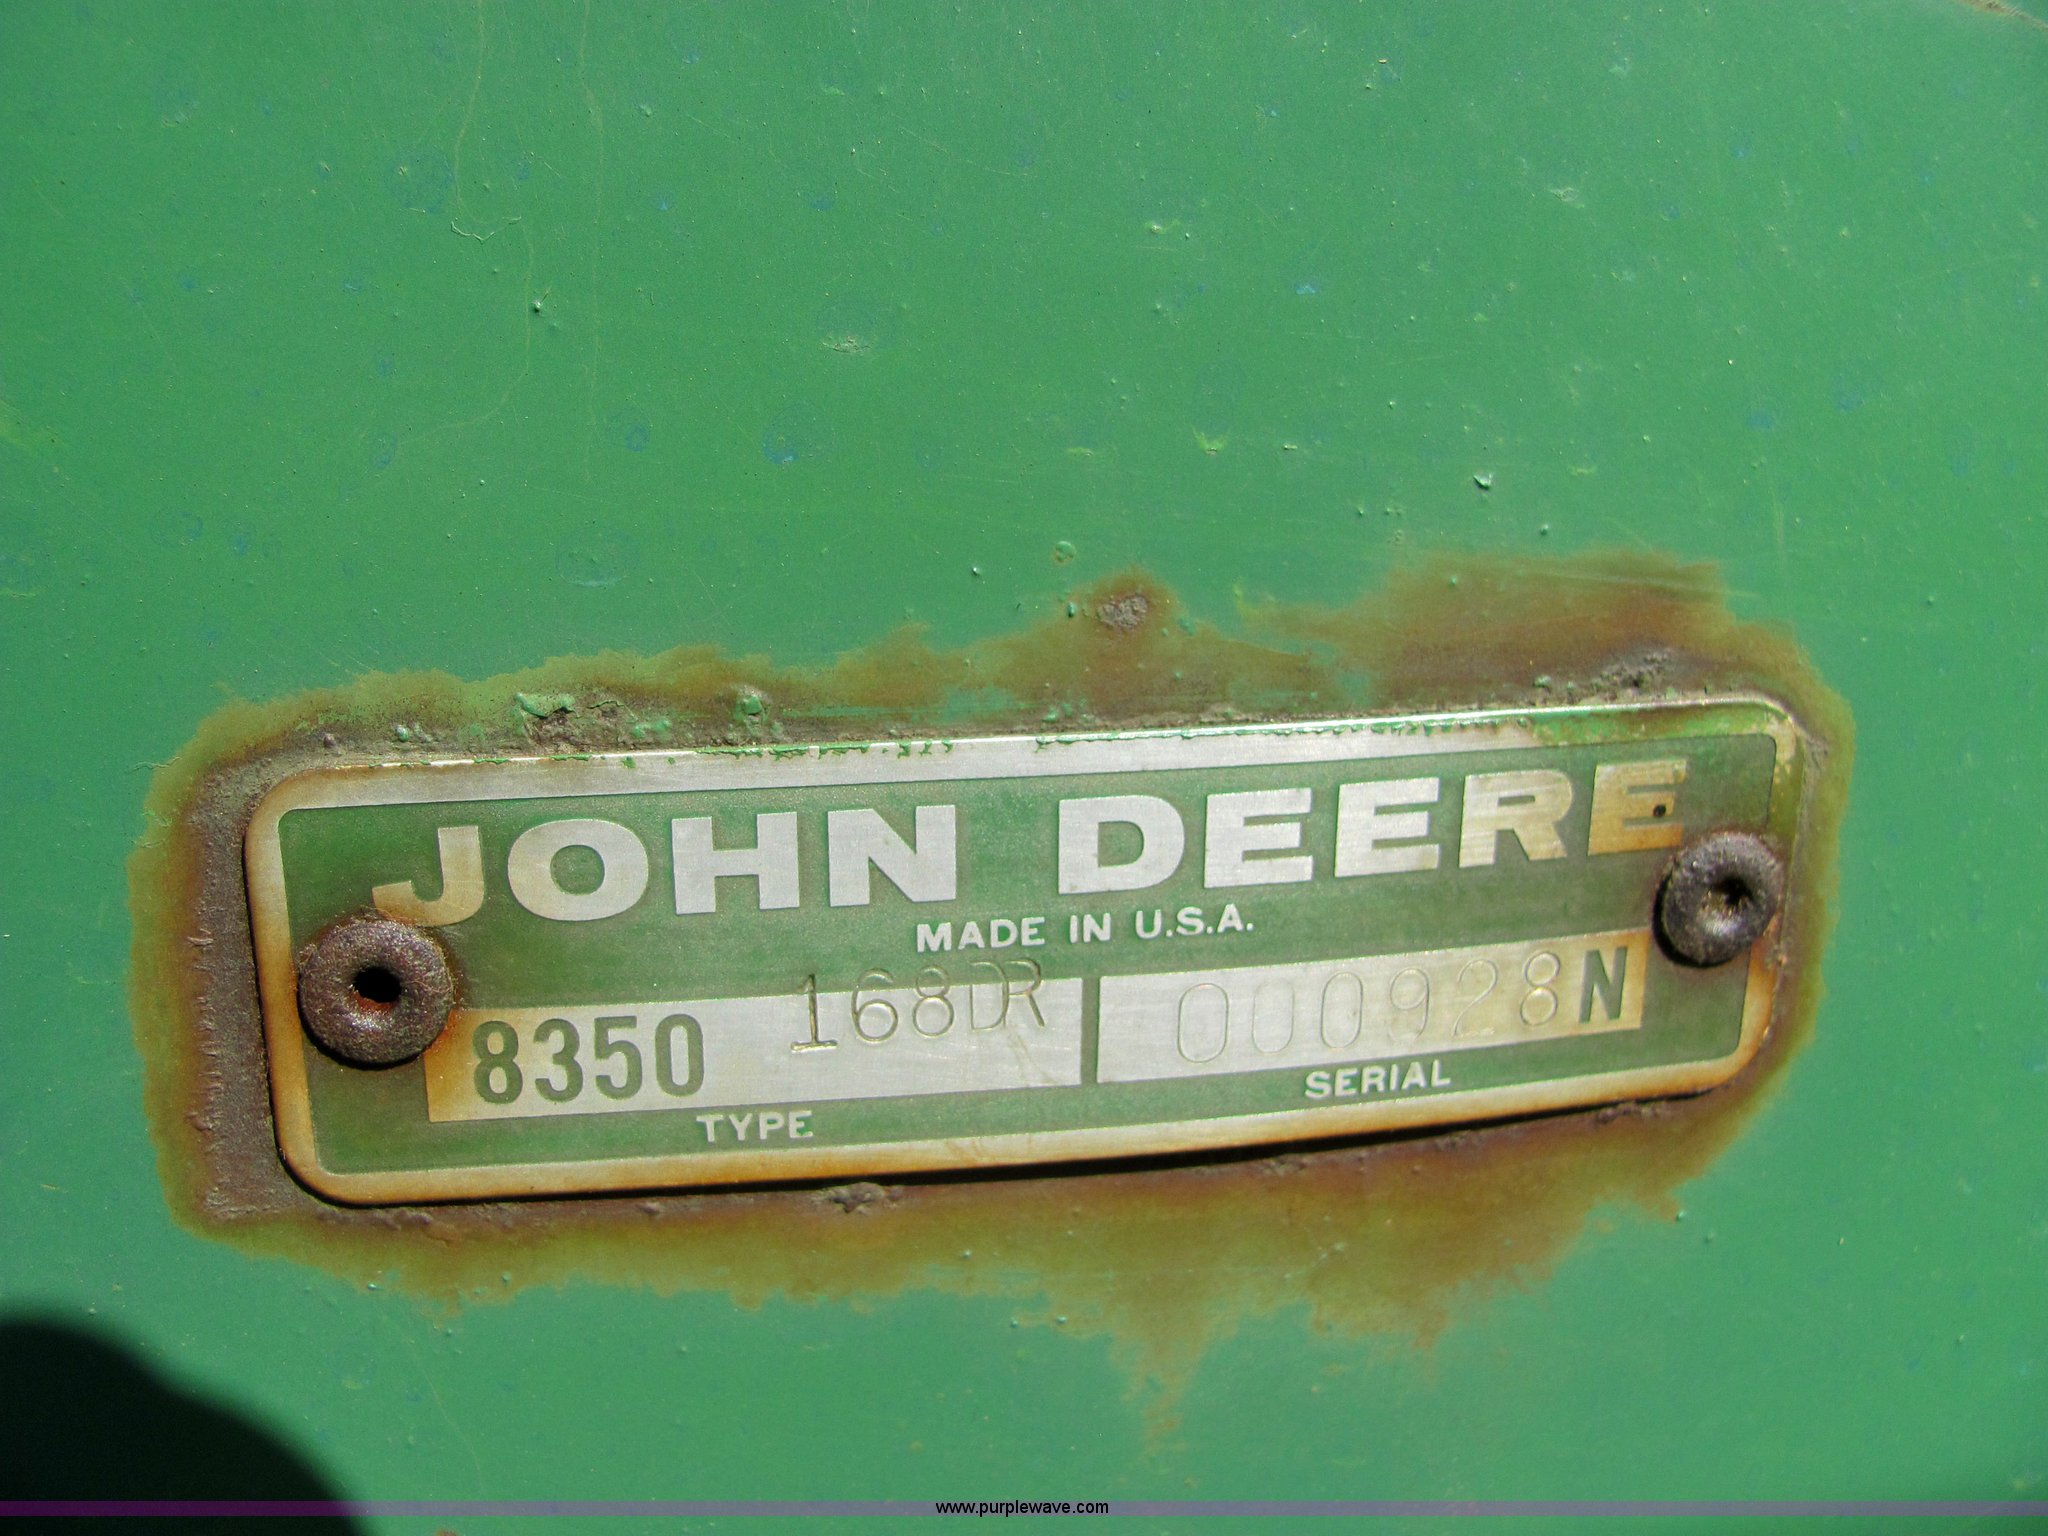 JOHN DEERE
MADE IN U.S.A.
8350 168DR 000928N
TYPE SERIAL
www.purplewave.com